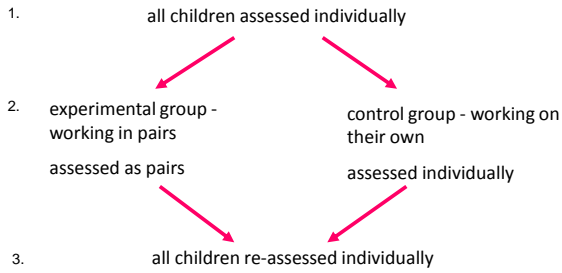 1. all children assessed individually
2. experimental group -
working in pairs
assessed as pairs
control group - working on
their own
assessed individually
3. all children re-assessed individually